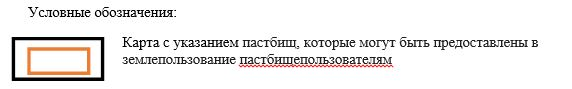 Условные обозначения:
Карта с указанием пастбищ, которые могут быть предоставлены в
землепользование пастбищепользователям